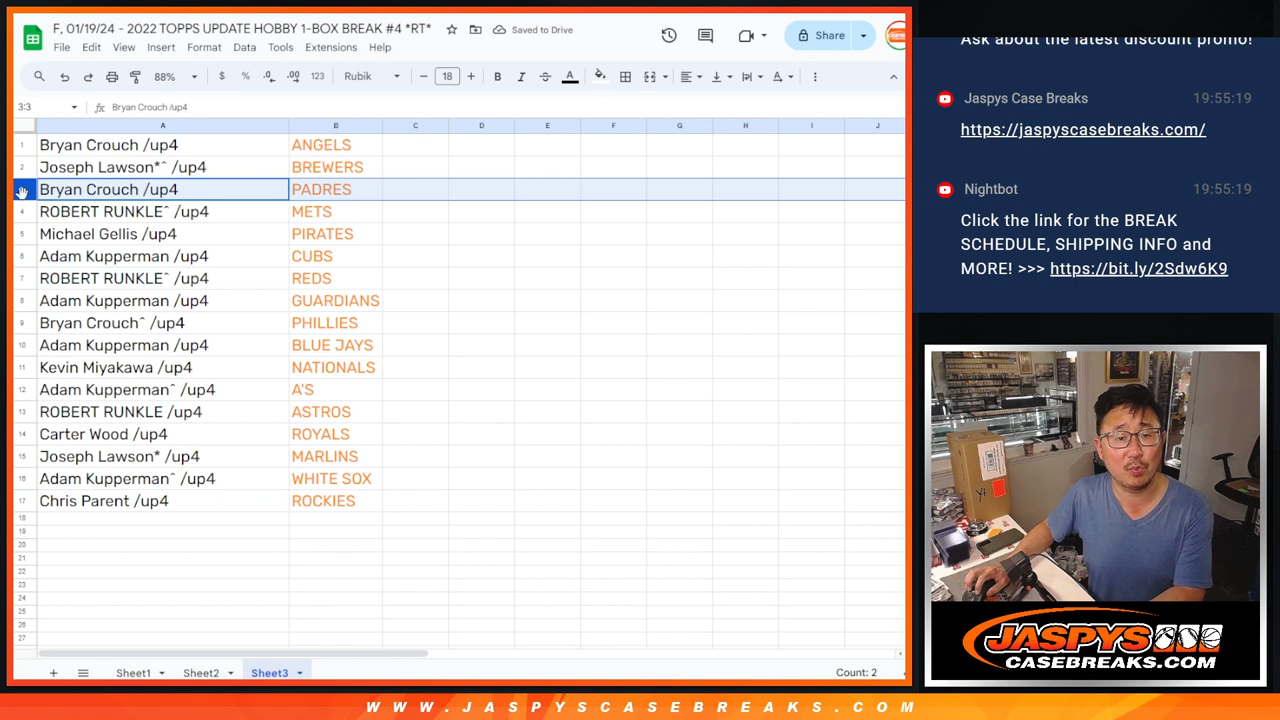 F, 01/19/24 - 2022 TOPPS UPDATE HOBBY 1-BOX BREAK #4 *RT*
Saved to Drive
File Edit View Insert Format Data Tools Extensions Help
Share
88% $ % .0 .00 123 Rubik 18 B I A
3:3 fx Bryan Crouch /up4
A B C D E F G H I J
1 Bryan Crouch /up4 ANGELS
2 Joseph Lawson*^ /up4 BREWERS
Bryan Crouch /up4 PADRES
4 ROBERT RUNKLE^ /up4 METS
5 Michael Gellis /up4 PIRATES
6 Adam Kupperman /up4 CUBS
7 ROBERT RUNKLE^ /up4 REDS
8 Adam Kupperman /up4 GUARDIANS
9 Bryan Crouch^ /up4 PHILLIES
10 Adam Kupperman /up4 BLUE JAYS
11 Kevin Miyakawa /up4 NATIONALS
12 Adam Kupperman^ /up4 A'S
13 ROBERT RUNKLE /up4 ASTROS
14 Carter Wood /up4 ROYALS
15 Joseph Lawson* /up4 MARLINS
16 Adam Kupperman^ /up4 WHITE SOX
17 Chris Parent /up4 ROCKIES
18
19
20
21
22
23
24
25
26
27
Sheet1 Sheet2 Sheet3 Count: 2
Ask about the latest discount promo!
Jaspys Case Breaks 19:55:19
https://jaspyscasebreaks.com/
Nightbot 19:55:19
Click the link for the BREAK
SCHEDULE, SHIPPING INFO and
MORE! >>> https://bit.ly/2Sdw6K9
JASPYS
CASEBREAKS.COM
WWW.JASPYSCASEBREAKS.COM